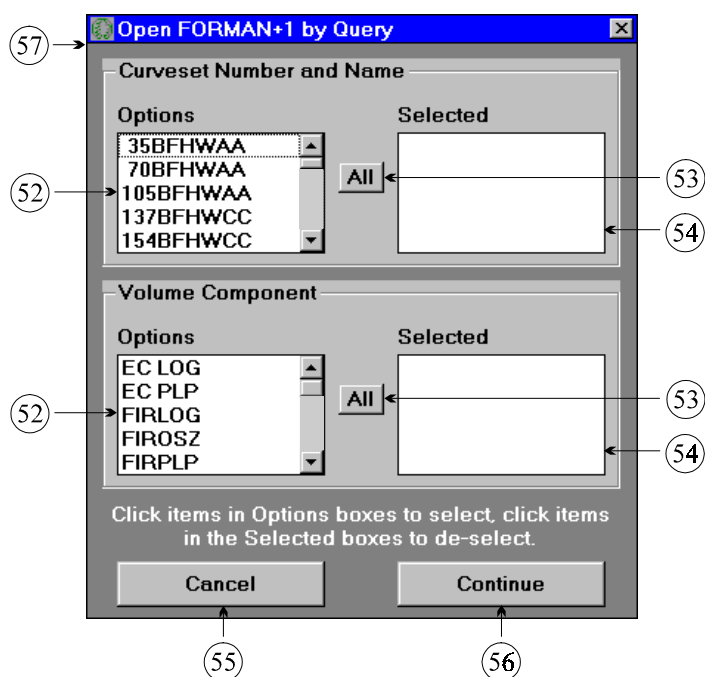 57
Open FORMAN+1 by Query
Curveset Number and Name
Options
Selected
35BFHWAA
70BFHWAA
105BFHWAA
137BFHWCC
154BFHWCC
All
52
53
54
Volume Component
Options
Selected
EC LOG
EC PLP
FIRLOG
FIROSZ
FIRPLP
All
52
53
54
Click items in Options boxes to select, click items
in the Selected boxes to de-select.
Cancel
Continue
55
56